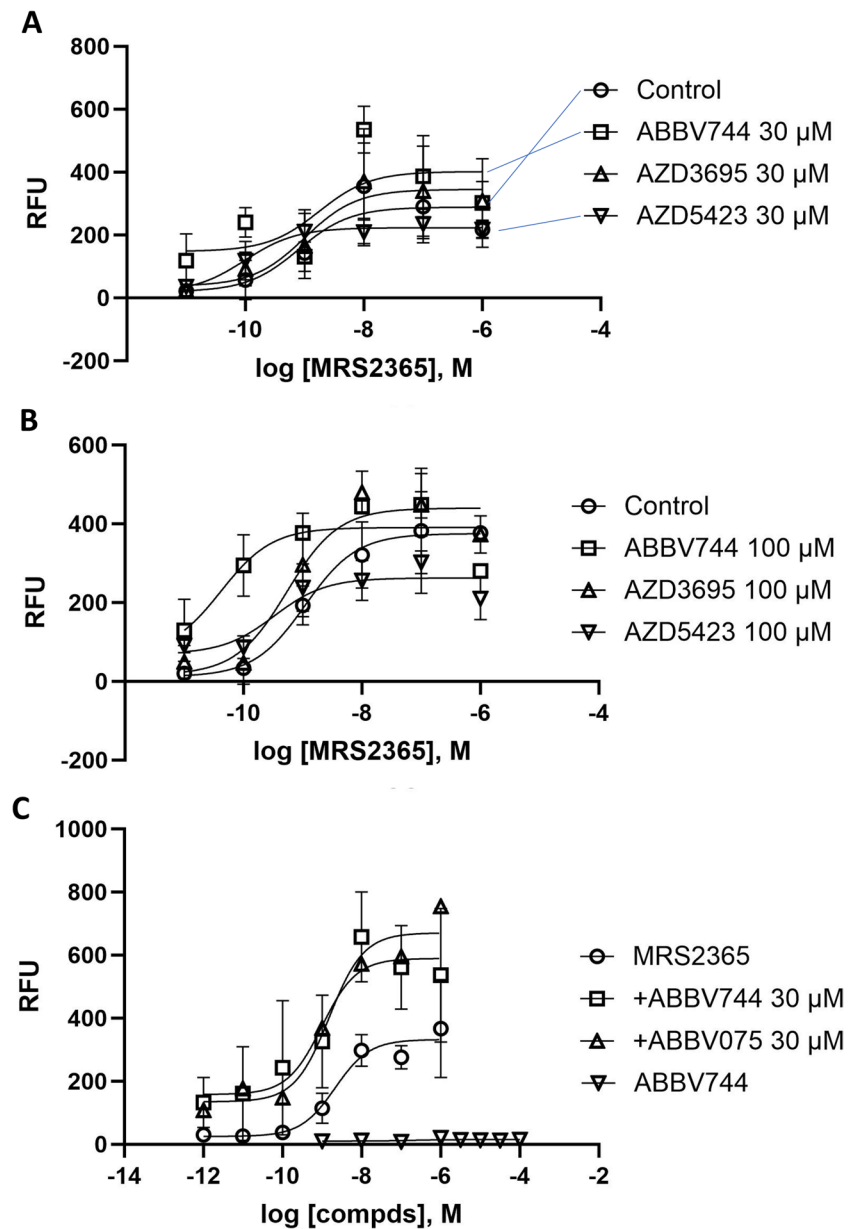 A
800
600
400
200
0
-200
RFU
-10
-8
-6
-4
log [MRS2365], M
Control
ABBV744 30 µM
AZD3695 30 µM
AZD5423 30 µM
B
600
400
200
0
-200
RFU
-10
-8
-6
-4
log [MRS2365], M
Control
ABBV744 100 µM
AZD3695 100 µM
AZD5423 100 µM
C
1000
800
600
400
200
0
RFU
-14
-12
-10
-8
-6
-4
-2
log [compds], M
MRS2365
+ABBV744 30 µM
+ABBV075 30 µM
ABBV744